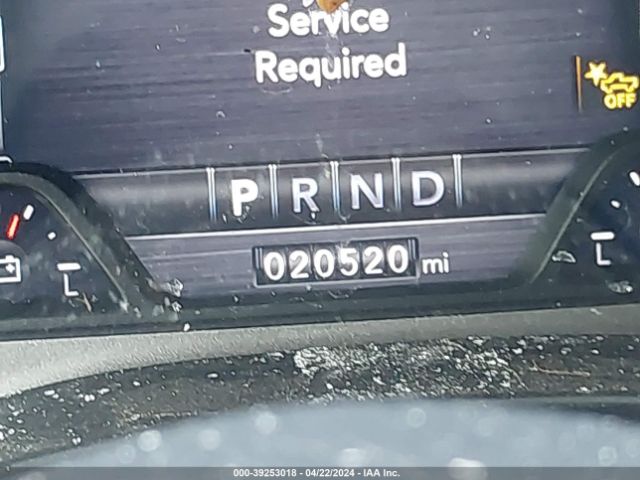 Service
Required
OFF
P R N D
020520 mi
L L
000-39253018 - 04/22/2024 - IAA Inc.